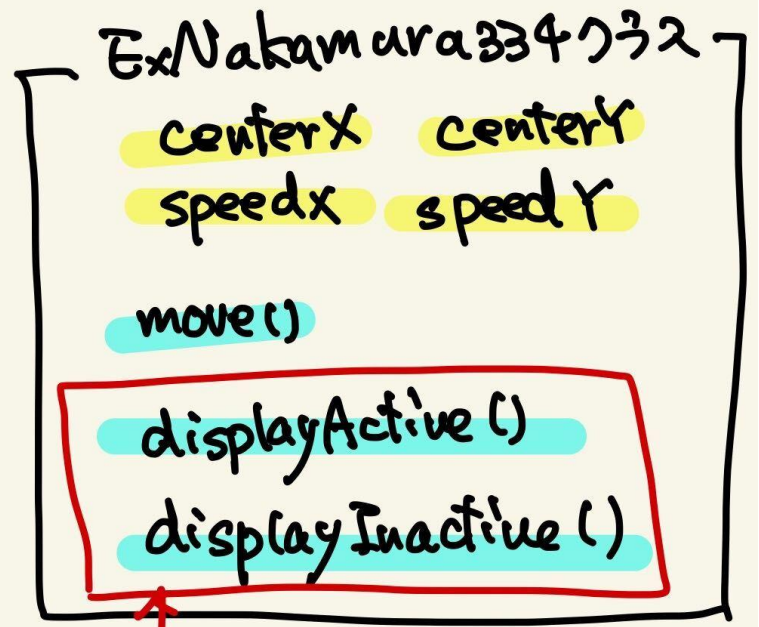 ExNakamura334クラス
centerX centerY
speedX speedY
move()
displayActive()
displayInactive()